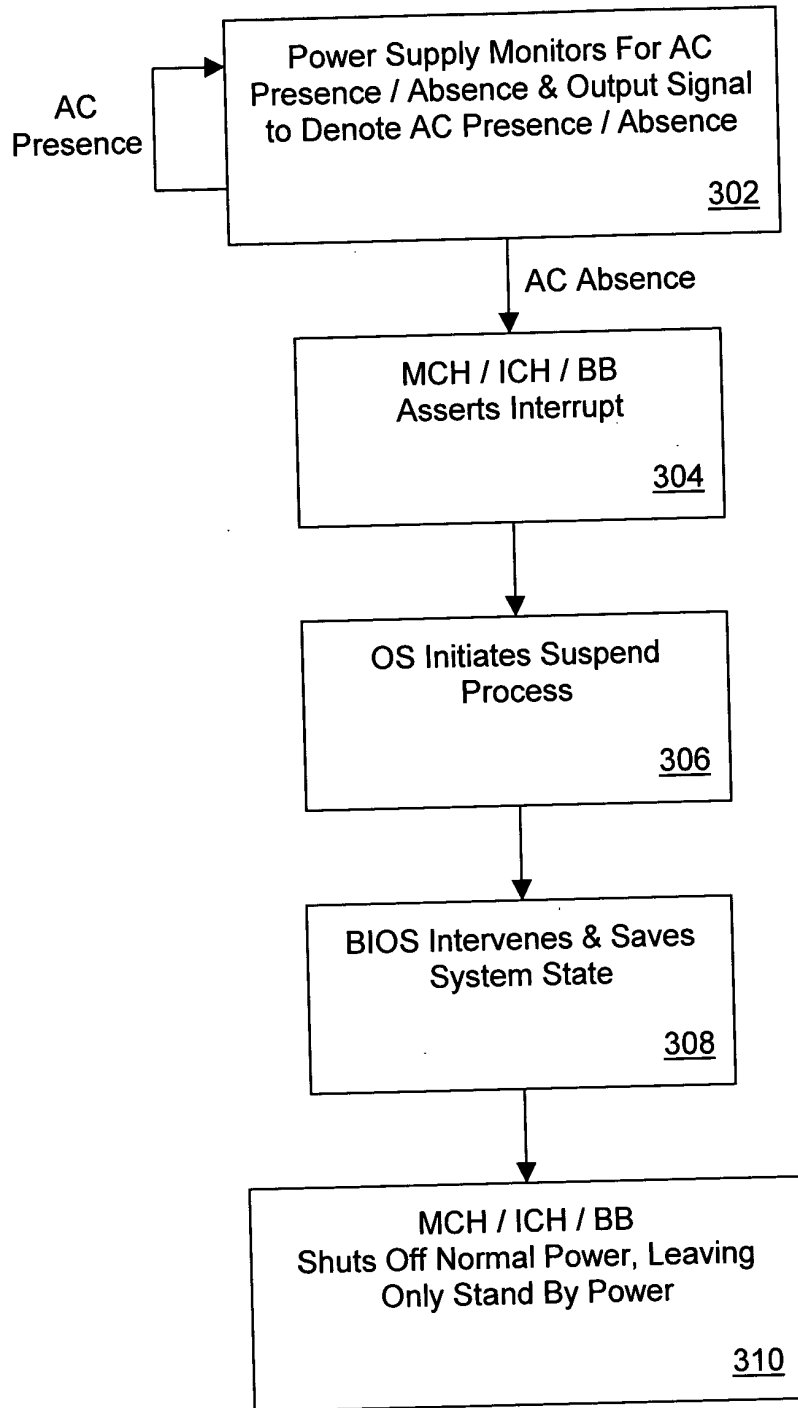 Power Supply Monitors For AC
Presence / Absence & Output Signal
to Denote AC Presence / Absence
302
AC
Presence
AC Absence
MCH / ICH / BB
Asserts Interrupt
304
OS Initiates Suspend
Process
306
BIOS Intervenes & Saves
System State
308
MCH / ICH / BB
Shuts Off Normal Power, Leaving
Only Stand By Power
310